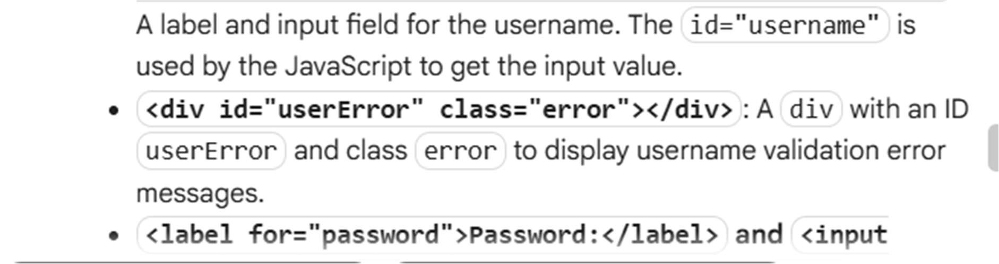 A label and input field for the username. The id="username" is
used by the JavaScript to get the input value.
• <div id="userError" class="error"></div>: A div with an ID
userError and class error to display username validation error
messages.
• <label for="password">Password:</label> and <input